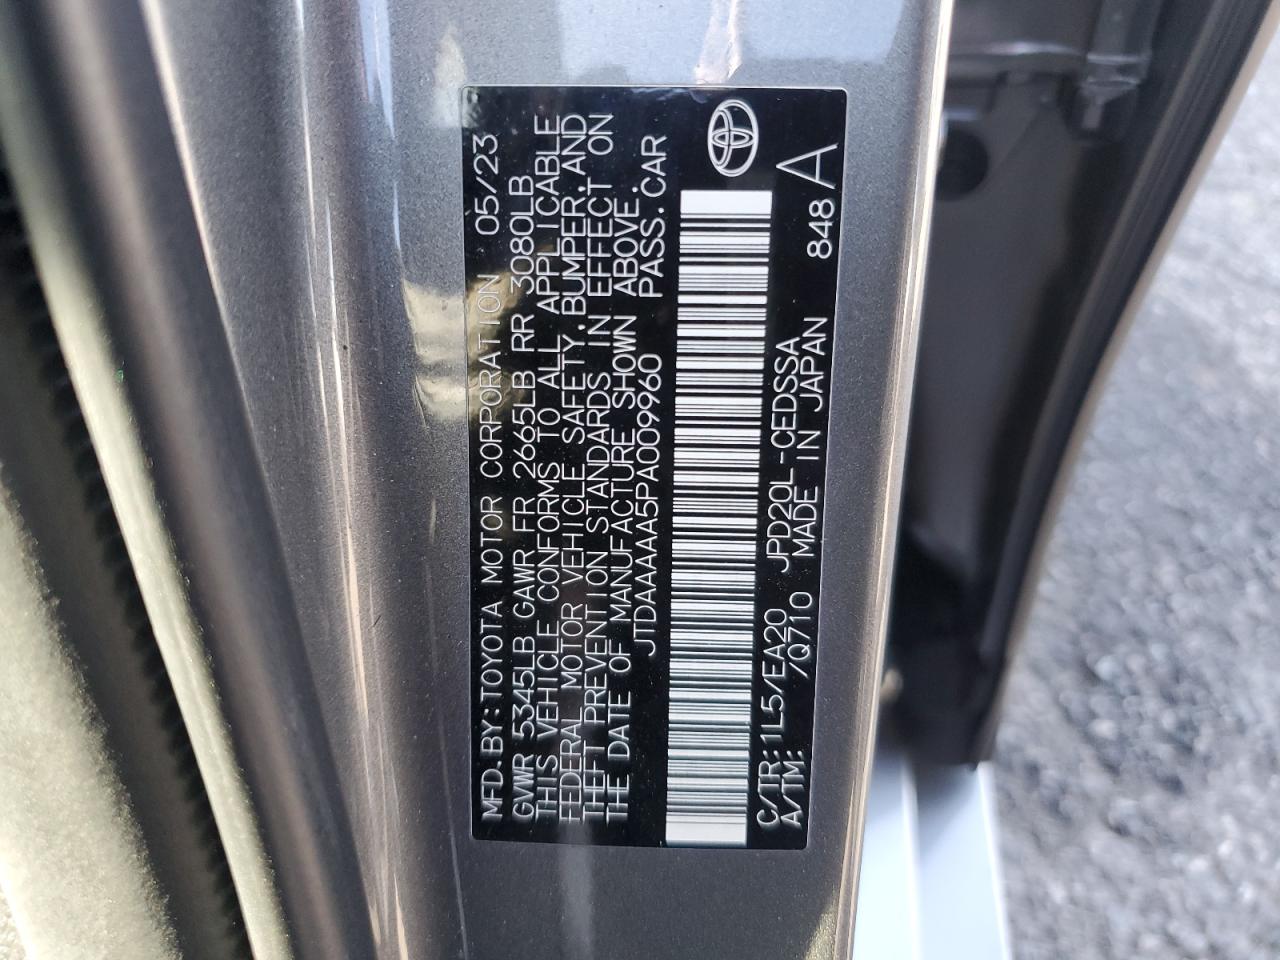 MFD.BY:TOYOTA MOTOR CORPORATION 05/23
GVWR 5345LB GAWR FR 2665LB RR 3080LB
THIS VEHICLE CONFORMS TO ALL APPLICABLE
FEDERAL MOTOR VEHICLE SAFETY,BUMPER,AND
THEFT PREVENTION STANDARDS IN EFFECT ON
THE DATE OF MANUFACTURE SHOWN ABOVE.
JTDAAAAA5PA009960 PASS.CAR
C/TR: 1L5/EA20 JPD20L-CEDSSA 848A
A/TM: /Q710 MADE IN JAPAN